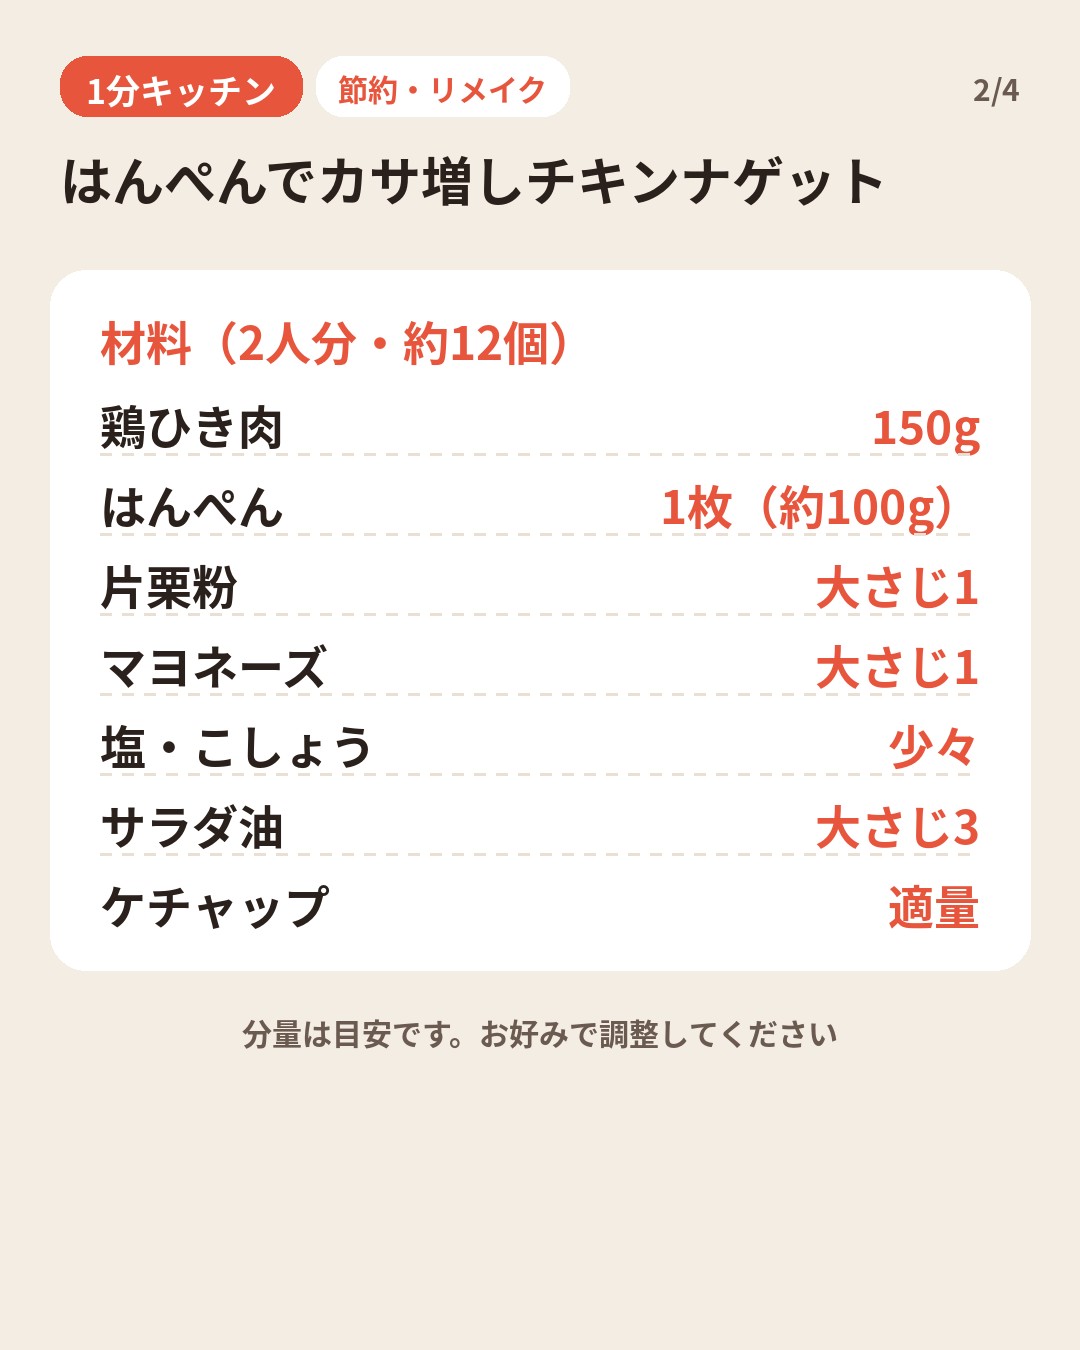 1分キッチン 節約・リメイク 2/4
はんぺんでカサ増しチキンナゲット
材料（2人分・約12個）
鶏ひき肉 150g
はんぺん 1枚（約100g）
片栗粉 大さじ1
マヨネーズ 大さじ1
塩・こしょう 少々
サラダ油 大さじ3
ケチャップ 適量
分量は目安です。お好みで調整してください